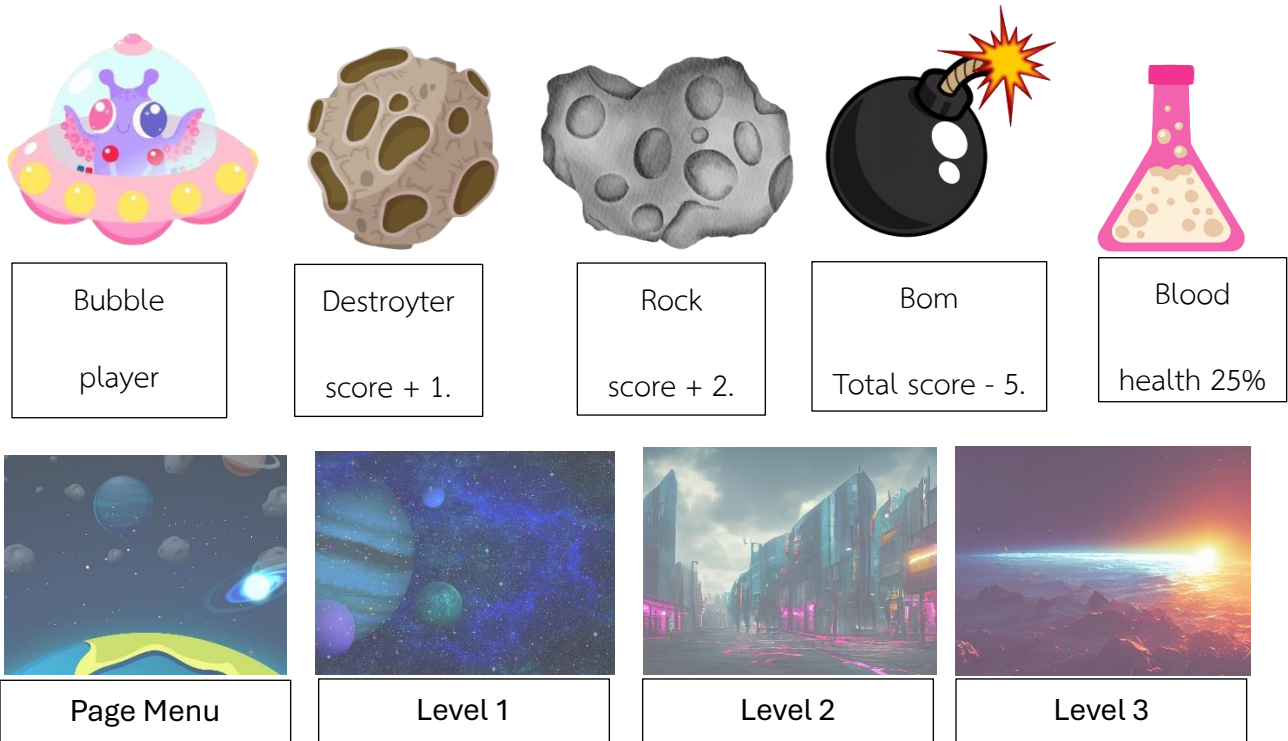 Bubble
player
Destroyter
score + 1.
Rock
score + 2.
Bom
Total score - 5.
Blood
health 25%
Page Menu
Level 1
Level 2
Level 3